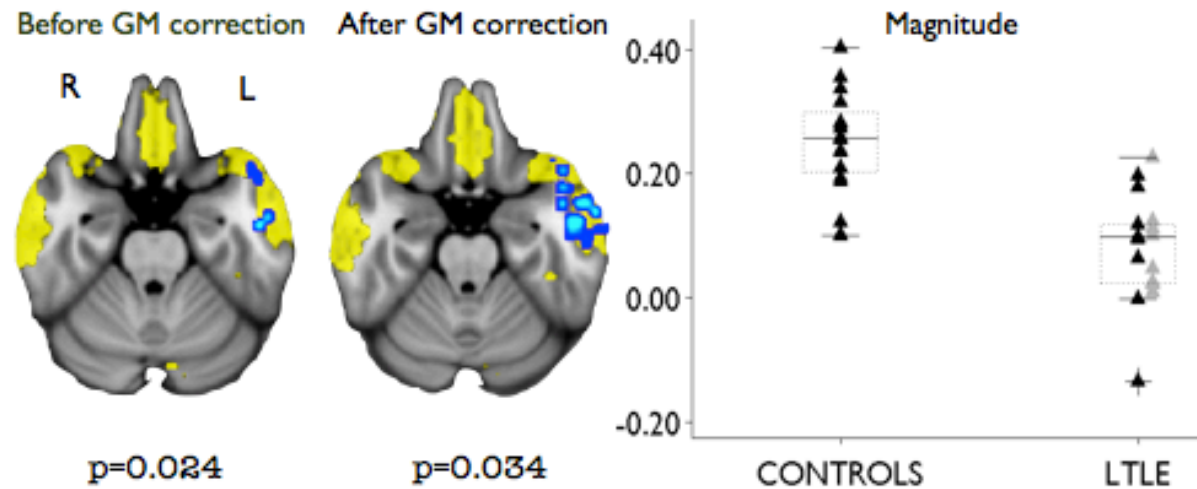 Before GM correction
After GM correction
R
L
p=0.024
p=0.034
Magnitude
0.40
0.20
0.00
-0.20
CONTROLS
LTLE